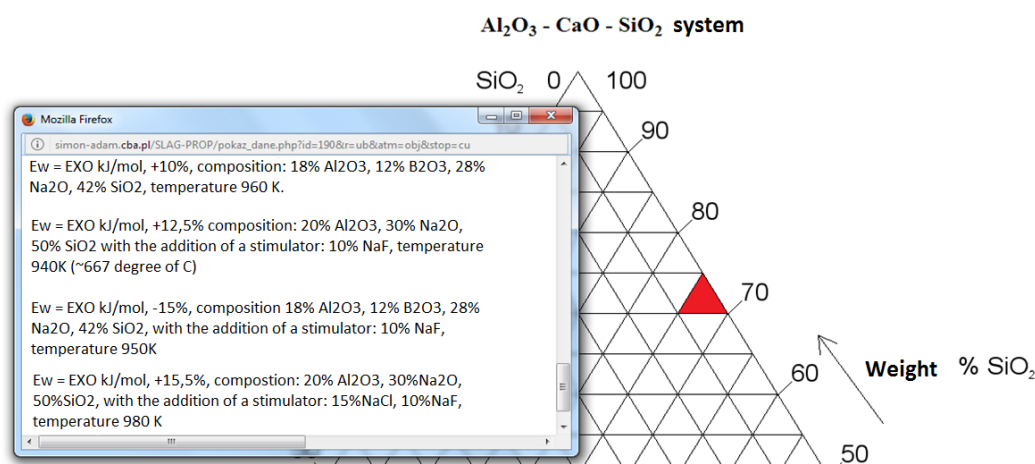 Al₂O₃ - CaO - SiO₂ system
SiO₂ 0 100
90
80
70
60
50
Weight % SiO₂
Mozilla Firefox
simon-adam.cba.pl/SLAG-PROP/pokaz_dane.php?id=190&r=ub&atm=obj&stop=cu
Ew = EXO kJ/mol, +10%, composition: 18% Al2O3, 12% B2O3, 28%
Na2O, 42% SiO2, temperature 960 K.
Ew = EXO kJ/mol, +12,5% composition: 20% Al2O3, 30% Na2O,
50% SiO2 with the addition of a stimulator: 10% NaF, temperature
940K (~667 degree of C)
Ew = EXO kJ/mol, -15%, composition 18% Al2O3, 12% B2O3, 28%
Na2O, 42% SiO2, with the addition of a stimulator: 10% NaF,
temperature 950K
Ew = EXO kJ/mol, +15,5%, compostion: 20% Al2O3, 30%Na2O,
50%SiO2, with the addition of a stimulator: 15%NaCl, 10%NaF,
temperature 980 K